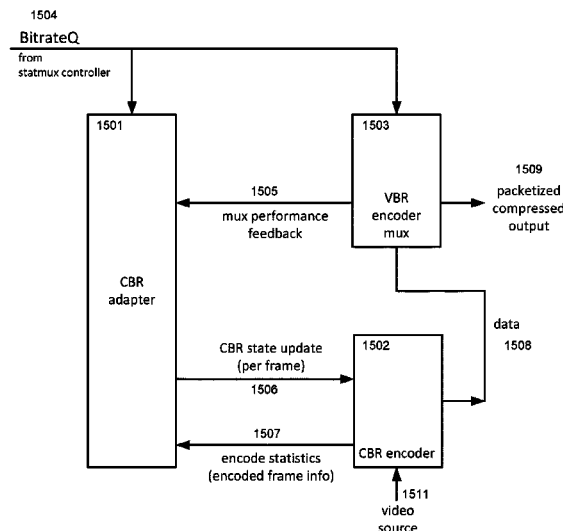 1504
BitrateQ
from
statmux controller
1501
1503
1509
1505
VBR
encoder
mux
packetized
compressed
output
mux performance
feedback
CBR
adapter
data
1508
CBR state update
(per frame)
1506
1502
1507
encode statistics
(encoded frame info)
CBR encoder
1511
video
source